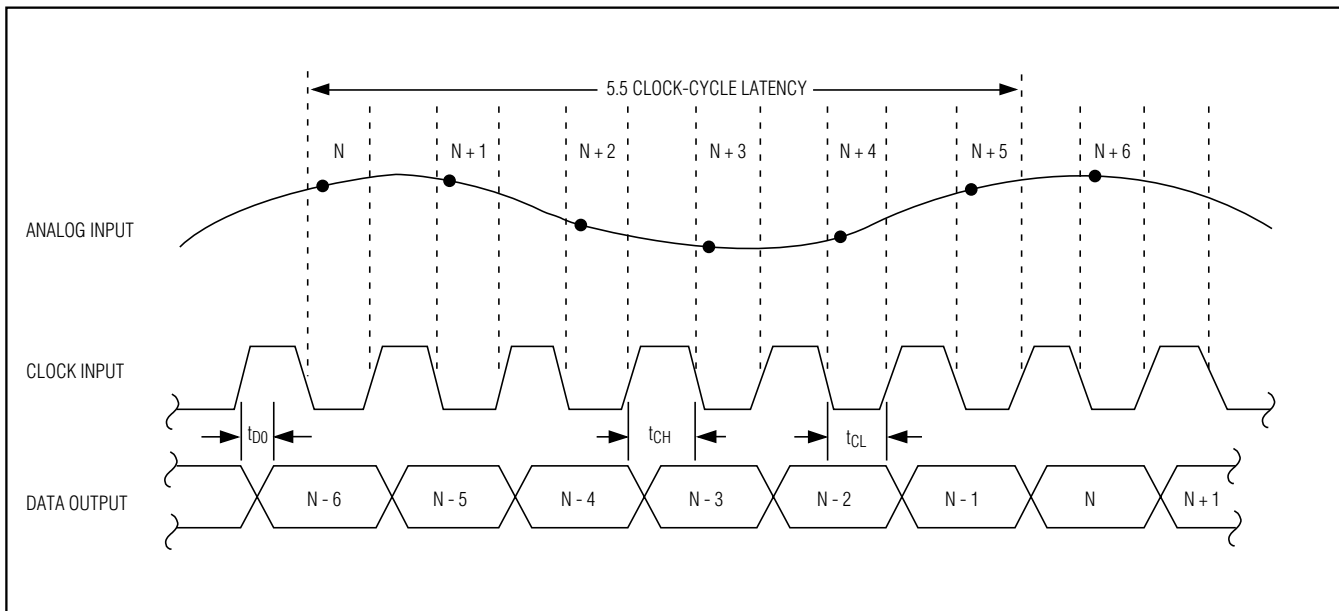 5.5 CLOCK-CYCLE LATENCY
N N + 1 N + 2 N + 3 N + 4 N + 5 N + 6
ANALOG INPUT
CLOCK INPUT
tD0 tCH tCL
DATA OUTPUT N - 6 N - 5 N - 4 N - 3 N - 2 N - 1 N N + 1